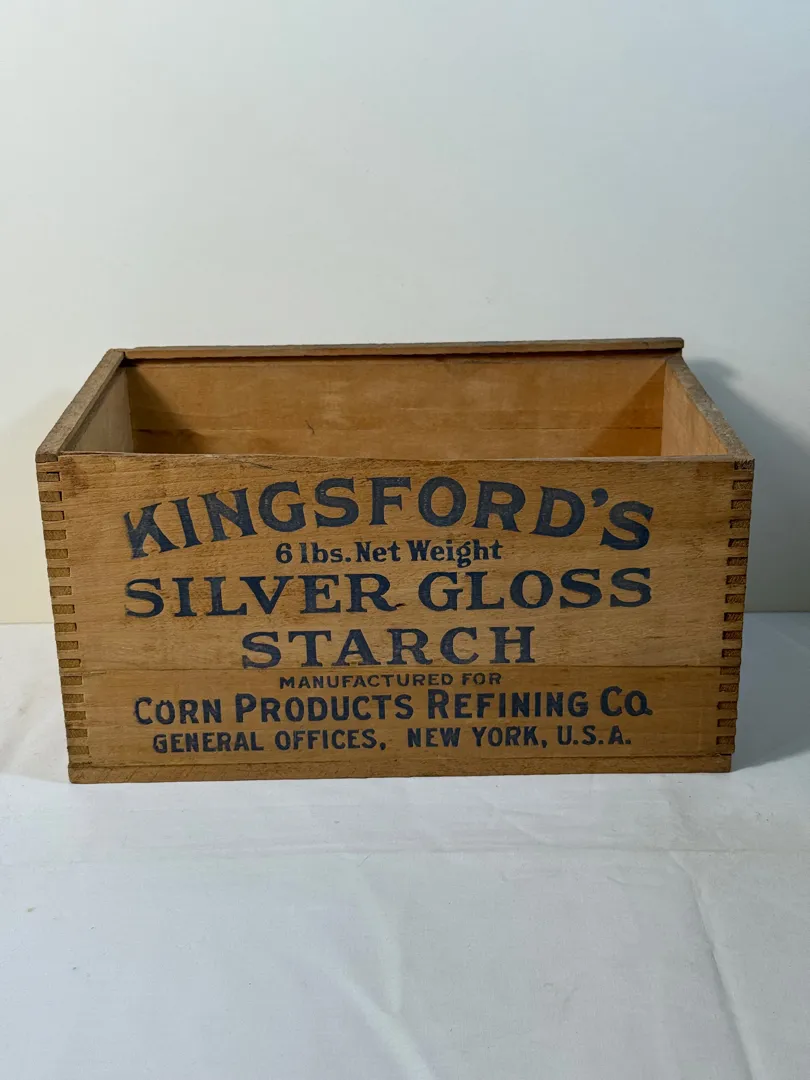 KINGSFORD'S
6 lbs. Net Weight
SILVER GLOSS
STARCH
MANUFACTURED FOR
CORN PRODUCTS REFINING CO.
GENERAL OFFICES, NEW YORK, U.S.A.